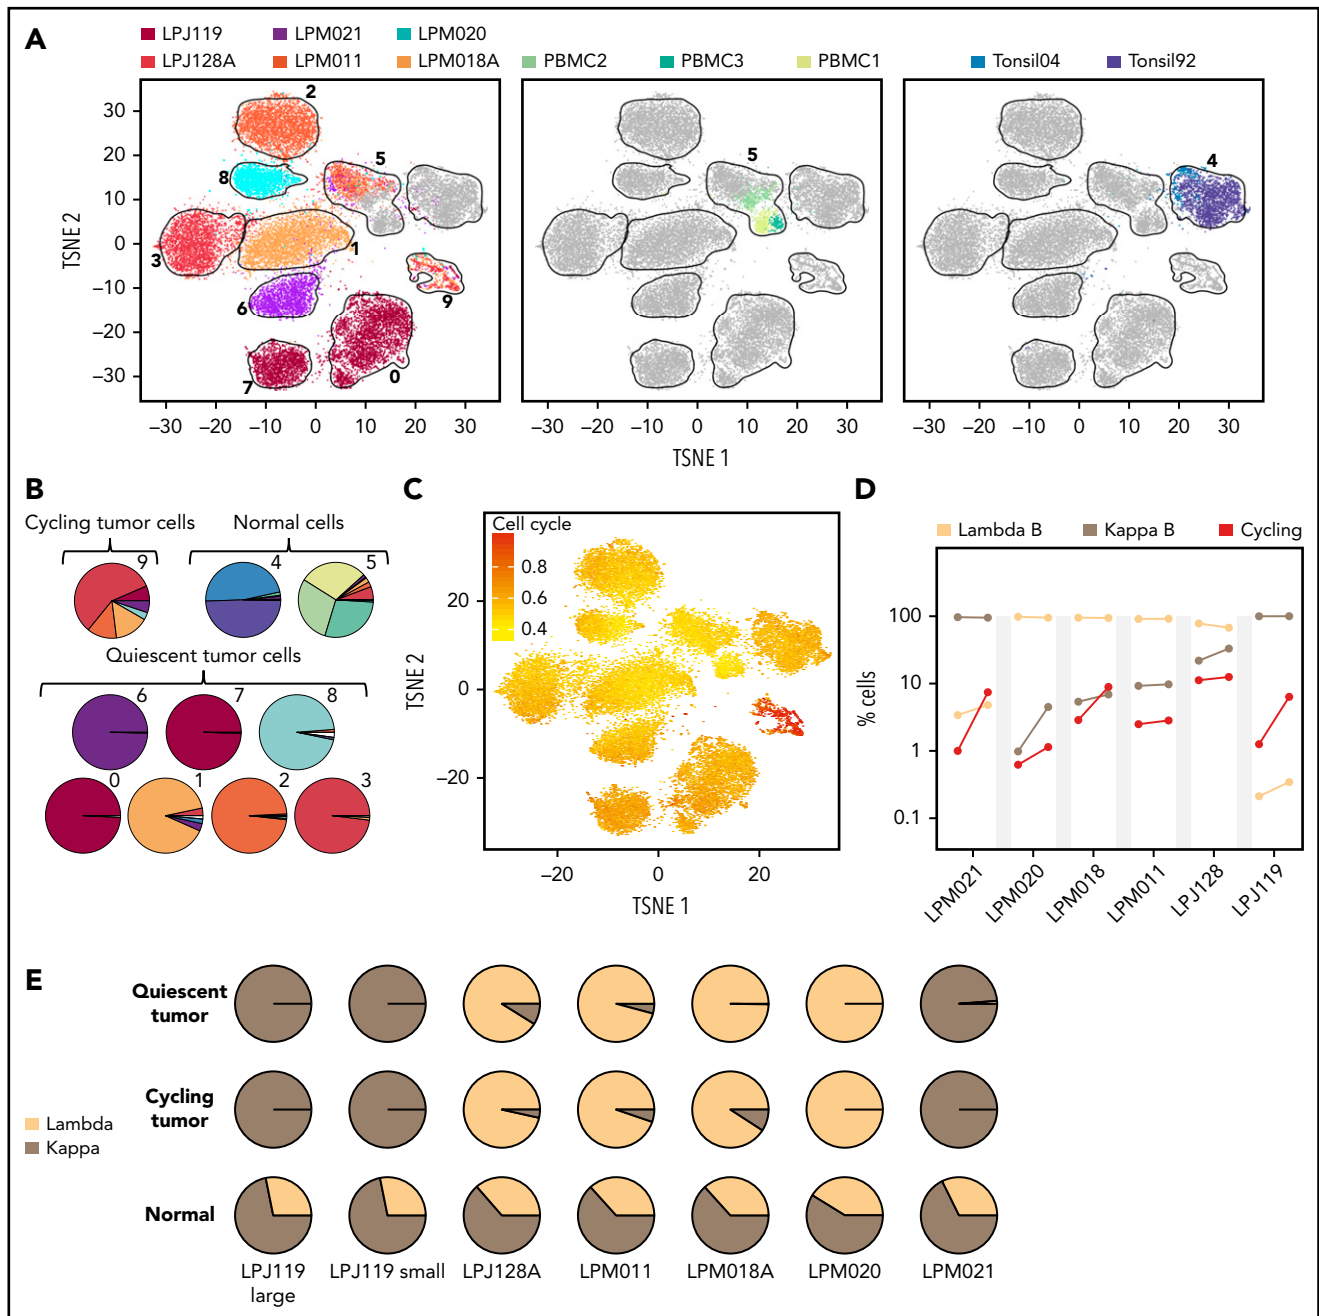 A
LPJ119 LPM021 LPM020
LPJ128A LPM011 LPM018A PBMC2 PBMC3 PBMC1 Tonsil04 Tonsil92
TSNE 2
30
20
10
0
–10
–20
–30
2
8
5
3
1
6
9
7
0
5
4
–30 –20 –10 0 10 20 30
–30 –20 –10 0 10 20 30
–30 –20 –10 0 10 20 30
TSNE 1
B
Cycling tumor cells
Normal cells
9
4
5
Quiescent tumor cells
6
7
8
0
1
2
3
C
Cell cycle
0.8
0.6
0.4
TSNE 2
20
0
–20
–20 0 20
TSNE 1
D
Lambda B Kappa B Cycling
% cells
100
10
1
0.1
LPM021
LPM020
LPM018
LPM011
LPJ128
LPJ119
E
Quiescent
tumor
Cycling
tumor
Lambda
Kappa
Normal
LPJ119
large
LPJ119 small
LPJ128A
LPM011
LPM018A
LPM020
LPM021